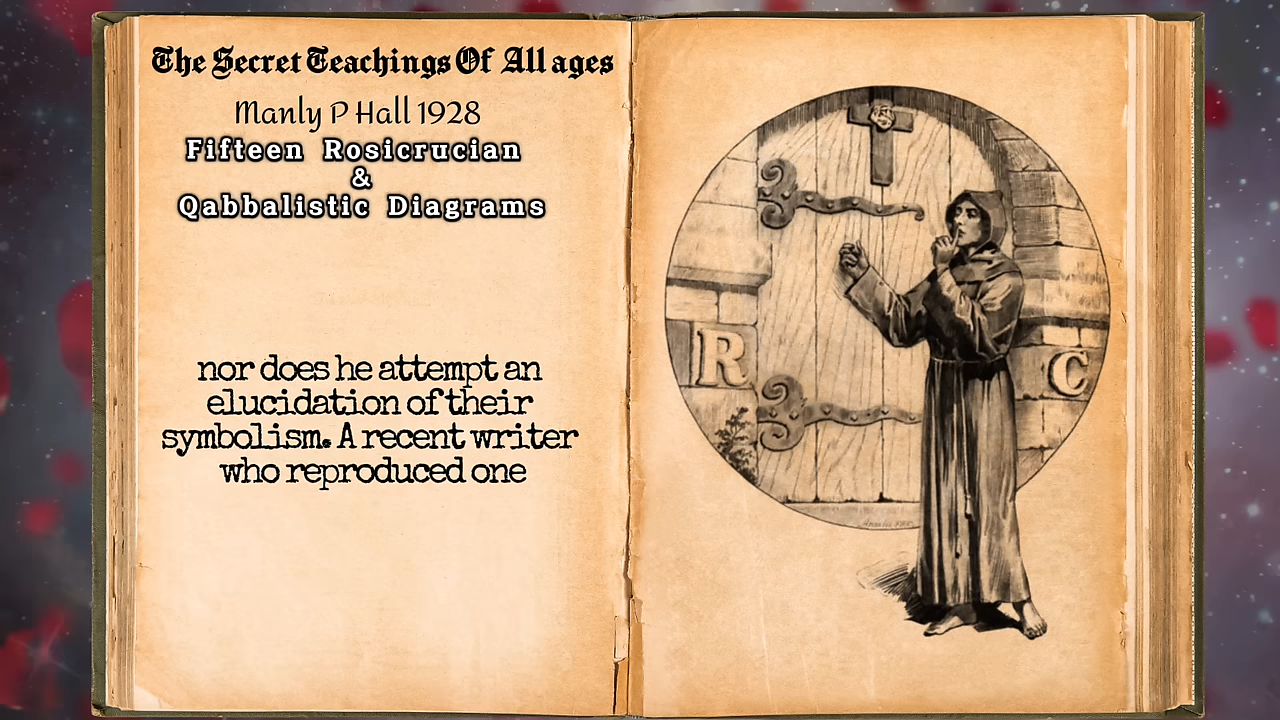 The Secret Teachings Of All ages
Manly P Hall 1928
Fifteen Rosicrucian
&
Qabbalistic Diagrams
nor does he attempt an
elucidation of their
symbolism. A recent writer
who reproduced one
R
C